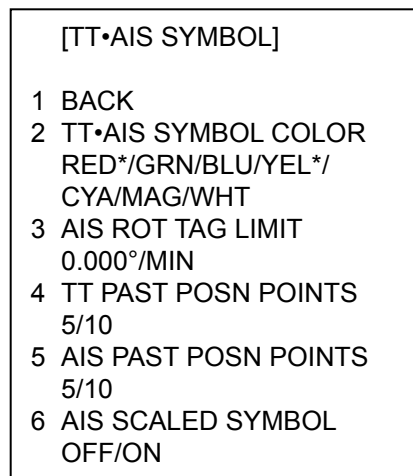 [TT•AIS SYMBOL]
1 BACK
2 TT•AIS SYMBOL COLOR
RED*/GRN/BLU/YEL*/
CYA/MAG/WHT
3 AIS ROT TAG LIMIT
0.000°/MIN
4 TT PAST POSN POINTS
5/10
5 AIS PAST POSN POINTS
5/10
6 AIS SCALED SYMBOL
OFF/ON